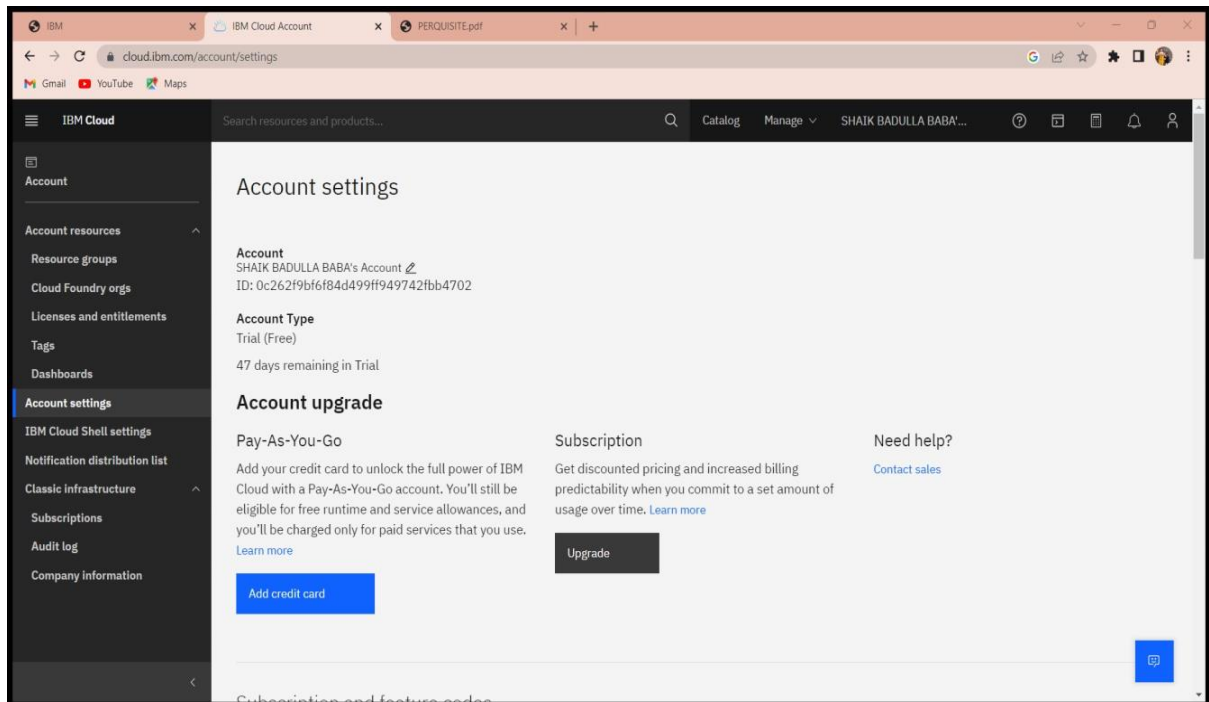 IBM
IBM Cloud Account
PERQUISITE.pdf
cloud.ibm.com/account/settings
Gmail YouTube Maps
IBM Cloud
Search resources and products...
Catalog
Manage
SHAIK BADULLA BABA'...
Account
Account resources
Resource groups
Cloud Foundry orgs
Licenses and entitlements
Tags
Dashboards
Account settings
IBM Cloud Shell settings
Notification distribution list
Classic infrastructure
Subscriptions
Audit log
Company information
Account settings
Account
SHAIK BADULLA BABA's Account
ID: 0c262f9bf6f84d499ff949742fbb4702
Account Type
Trial (Free)
47 days remaining in Trial
Account upgrade
Pay-As-You-Go
Add your credit card to unlock the full power of IBM
Cloud with a Pay-As-You-Go account. You'll still be
eligible for free runtime and service allowances, and
you'll be charged only for paid services that you use.
Learn more
Add credit card
Subscription
Get discounted pricing and increased billing
predictability when you commit to a set amount of
usage over time. Learn more
Upgrade
Need help?
Contact sales
Subscription and feature codes